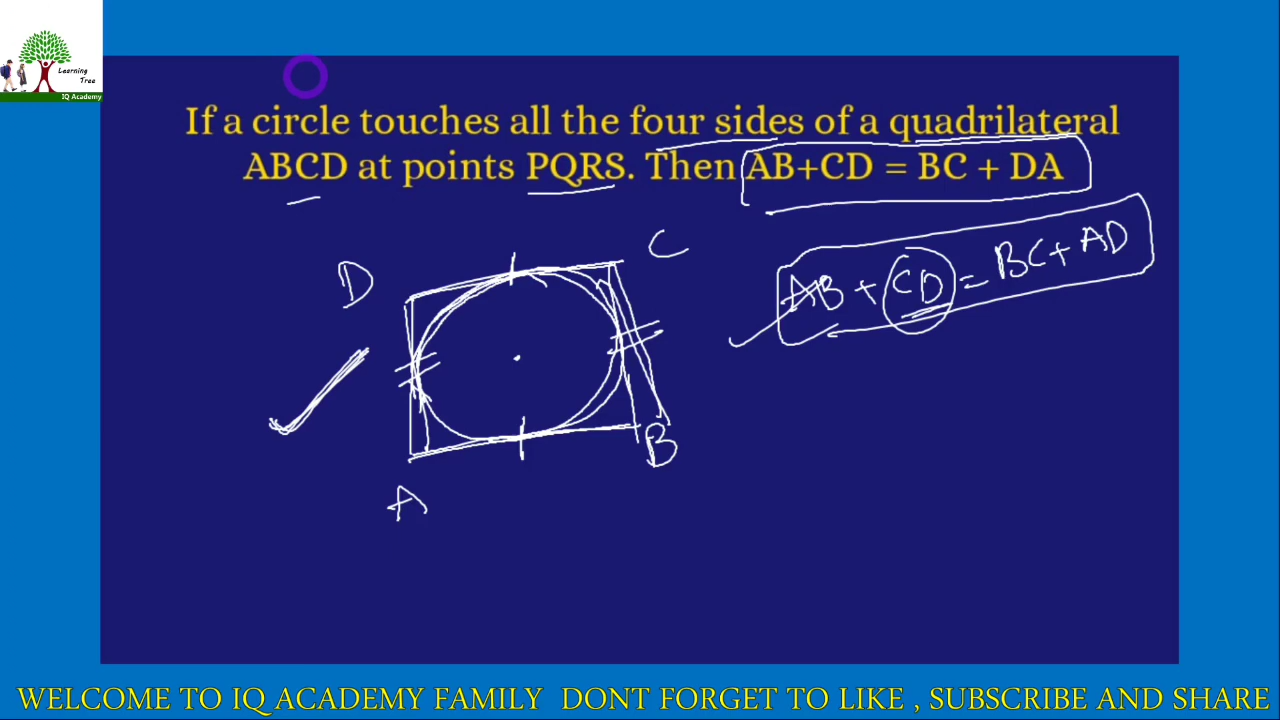 Learning
Tree
IQ Academy
If a circle touches all the four sides of a quadrilateral
ABCD at points PQRS. Then AB+CD = BC + DA
AB + CD = BC + AD
D
C
B
A
WELCOME TO IQ ACADEMY FAMILY DONT FORGET TO LIKE , SUBSCRIBE AND SHARE